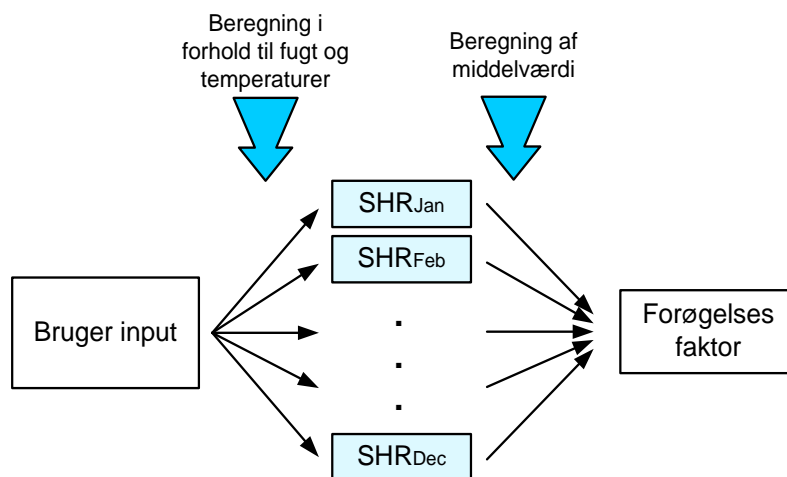 Beregning i
forhold til fugt og
temperaturer
Beregning af
middelværdi
SHRJan
SHRFeb
Bruger input
.
.
.
Forøgelses
faktor
SHRDec